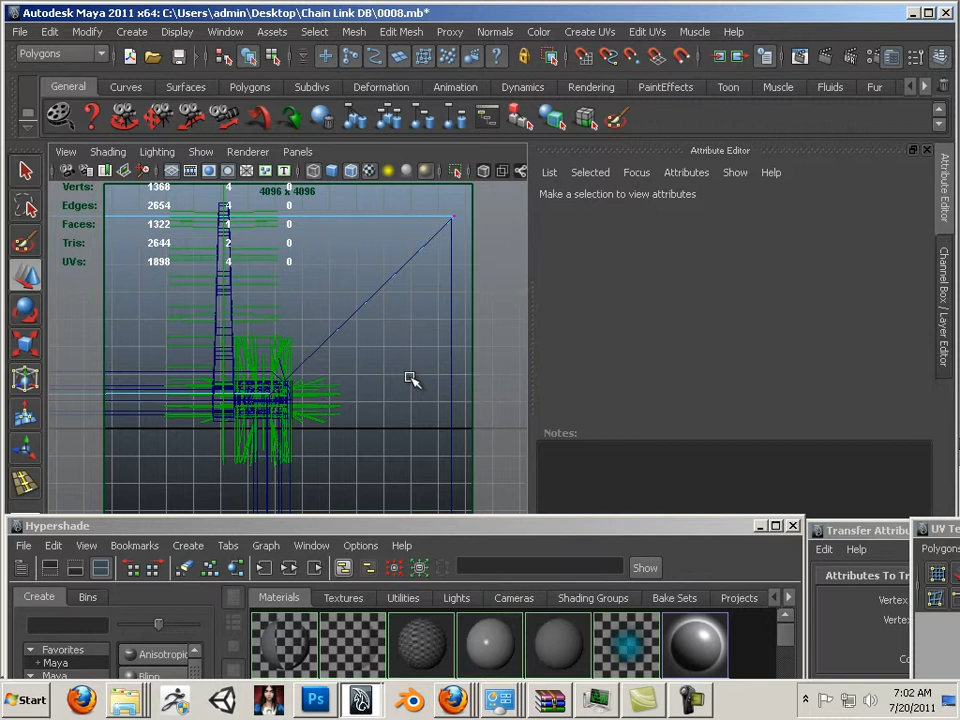 Autodesk Maya 2011 x64: C:\Users\admin\Desktop\Chain Link DB\0008.mb*
File Edit Modify Create Display Window Assets Select Mesh Edit Mesh Proxy Normals Color Create UVs Edit UVs Muscle Help
Polygons
General Curves Surfaces Polygons Subdivs Deformation Animation Dynamics Rendering PaintEffects Toon Muscle Fluids Fur
View Shading Lighting Show Renderer Panels
Attribute Editor
List Selected Focus Attributes Show Help
Make a selection to view attributes
4096 x 4096
Verts: 1368 4 0
Edges: 2654 4 0
Faces: 1322 1 0
Tris: 2644 2 0
UVs: 1898 4 0
Attribute Editor
Channel Box / Layer Editor
Notes:
Hypershade
File Edit View Bookmarks Create Tabs Graph Window Options Help
Show
Create Bins
Materials Textures Utilities Lights Cameras Shading Groups Bake Sets Projects
Favorites
+ Maya
Anisotropic
Transfer Attribu
Edit Help
Attributes To Tr
Vertex
Vertex
UV Te
Polygons
Start
Ps
7:02 AM
7/20/2011